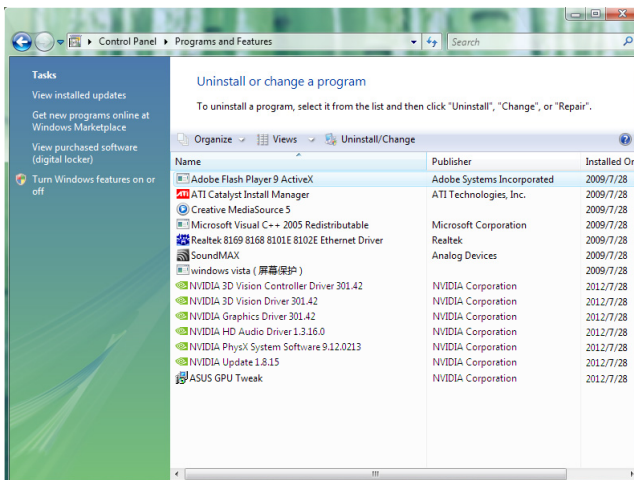 Control Panel ▸ Programs and Features
Search
Tasks
View installed updates
Get new programs online at
Windows Marketplace
View purchased software
(digital locker)
Turn Windows features on or
off
Uninstall or change a program
To uninstall a program, select it from the list and then click "Uninstall", "Change", or "Repair".
Organize Views Uninstall/Change
Name Publisher Installed On
Adobe Flash Player 9 ActiveX Adobe Systems Incorporated 2009/7/28
ATI ATI Catalyst Install Manager ATI Technologies, Inc. 2009/7/28
Creative MediaSource 5 2009/7/28
Microsoft Visual C++ 2005 Redistributable Microsoft Corporation 2009/7/28
Realtek 8169 8168 8101E 8102E Ethernet Driver Realtek 2009/7/28
SoundMAX Analog Devices 2009/7/28
windows vista ( 屏幕保护 ) 2009/7/28
NVIDIA 3D Vision Controller Driver 301.42 NVIDIA Corporation 2012/7/28
NVIDIA 3D Vision Driver 301.42 NVIDIA Corporation 2012/7/28
NVIDIA Graphics Driver 301.42 NVIDIA Corporation 2012/7/28
NVIDIA HD Audio Driver 1.3.16.0 NVIDIA Corporation 2012/7/28
NVIDIA PhysX System Software 9.12.0213 NVIDIA Corporation 2012/7/28
NVIDIA Update 1.8.15 NVIDIA Corporation 2012/7/28
ASUS GPU Tweak NVIDIA Corporation 2012/7/28